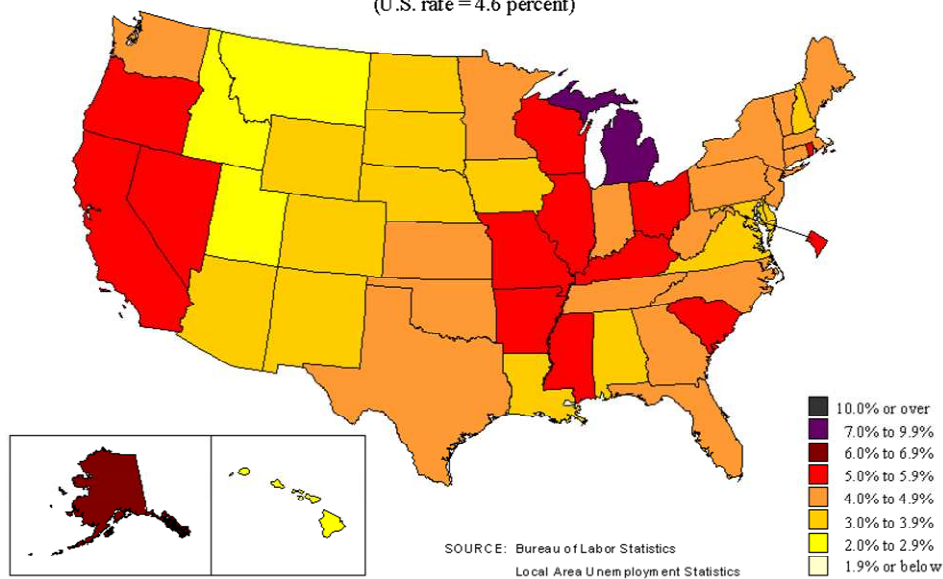 (U.S. rate = 4.6 percent)
10.0% or over
7.0% to 9.9%
6.0% to 6.9%
5.0% to 5.9%
4.0% to 4.9%
3.0% to 3.9%
2.0% to 2.9%
1.9% or below
SOURCE: Bureau of Labor Statistics
Local Area Unemployment Statistics